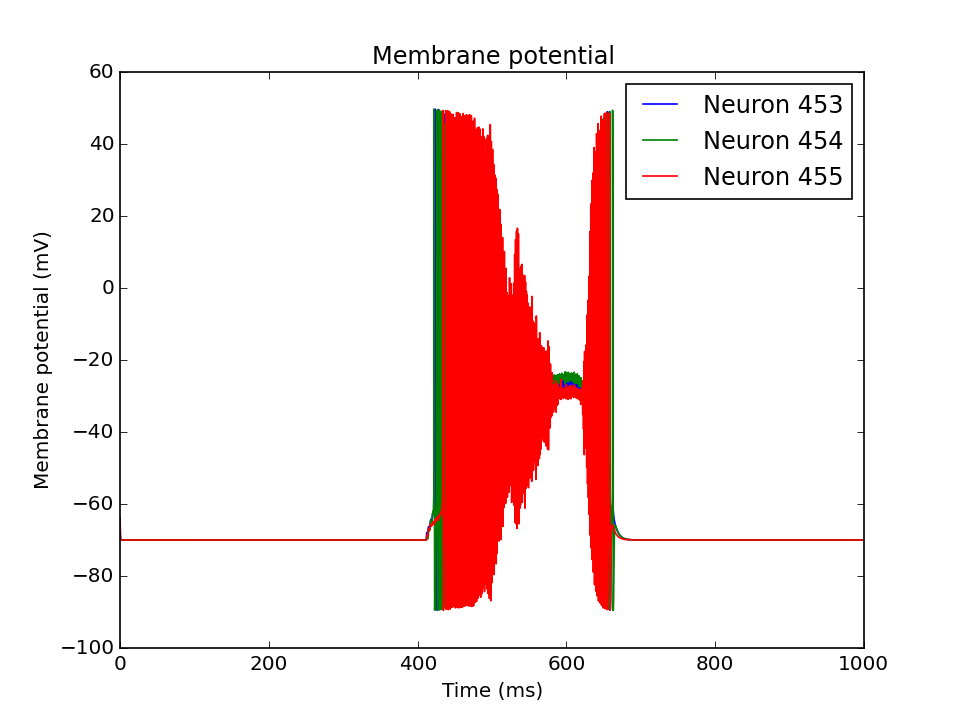 Membrane potential
60
40
20
0
−20
−40
−60
−80
−100
Membrane potential (mV)
Neuron 453
Neuron 454
Neuron 455
0 200 400 600 800 1000
Time (ms)